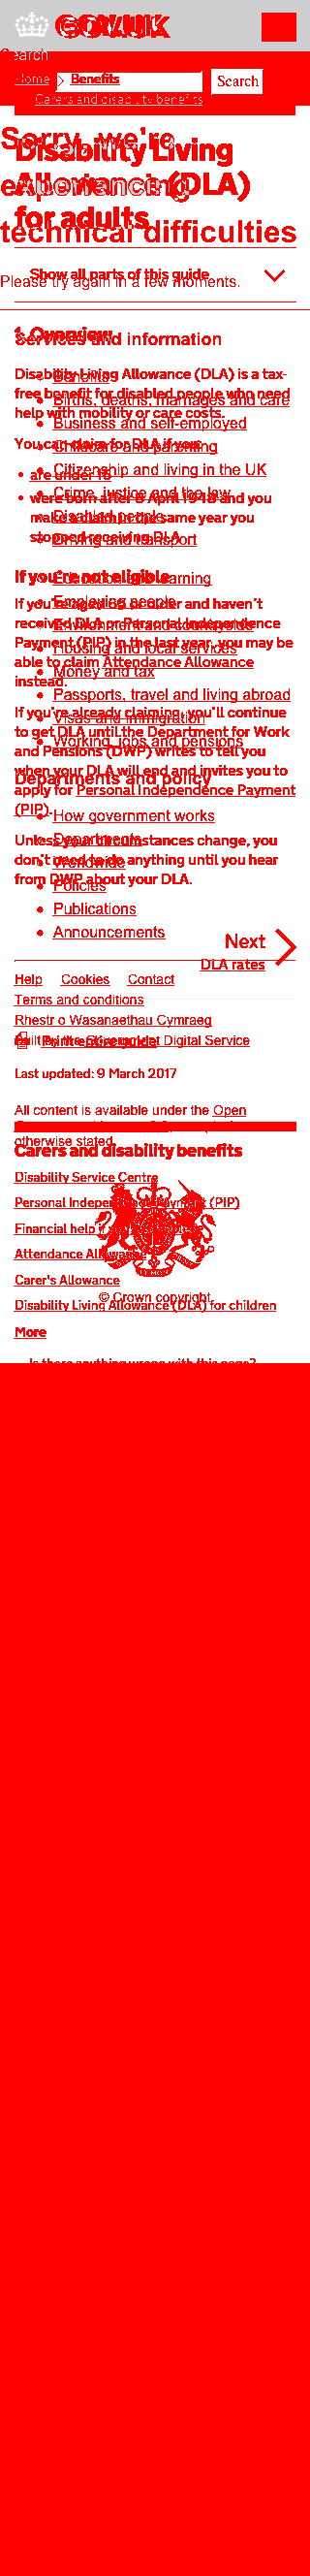 GOV.UK
Search
Home
Benefits
Search
Carers and disability benefits
Sorry, we're
experiencing
technical difficulties
Please try again in a few moments.
Disability Living
Allowance (DLA)
for adults
Show all parts of this guide
1. Overview
Services and information
Disability Living Allowance (DLA) is a tax-
free benefit for disabled people who need
help with mobility or care costs.
You can claim for DLA if you:
• are under 16
• were born after 8 April 1948 and you
make a claim in the same year you
stopped receiving DLA
• Benefits
• Births, deaths, marriages and care
• Business and self-employed
• Childcare and parenting
• Citizenship and living in the UK
• Crime, justice and the law
• Disabled people
• Driving and transport
• Education and learning
• Employing people
• Environment and countryside
• Housing and local services
• Money and tax
• Passports, travel and living abroad
• Visas and immigration
• Working, jobs and pensions
If you're not eligible
If you're aged 65 or older and haven't
received DLA or Personal Independence
Payment (PIP) in the last year, you may be
able to claim Attendance Allowance
instead.
If you're already claiming, you'll continue
to get DLA until the Department for Work
and Pensions (DWP) writes to tell you
when your DLA will end and invites you to
apply for Personal Independence Payment
(PIP).
Unless your circumstances change, you
don't need to do anything until you hear
from DWP about your DLA.
Departments and policy
• How government works
• Departments
• Worldwide
• Policies
• Publications
• Announcements
Next
DLA rates
Help Cookies Contact
Terms and conditions
Rhestr o Wasanaethau Cymraeg
Built by the Government Digital Service
Print entire guide
Last updated: 9 March 2017
All content is available under the Open
otherwise stated
Carers and disability benefits
Disability Service Centre
Personal Independence Payment (PIP)
Financial help if you're
Attendance Allowance
Carer's Allowance
© Crown copyright
Disability Living Allowance (DLA) for children
More
Is there anything wrong with this page?